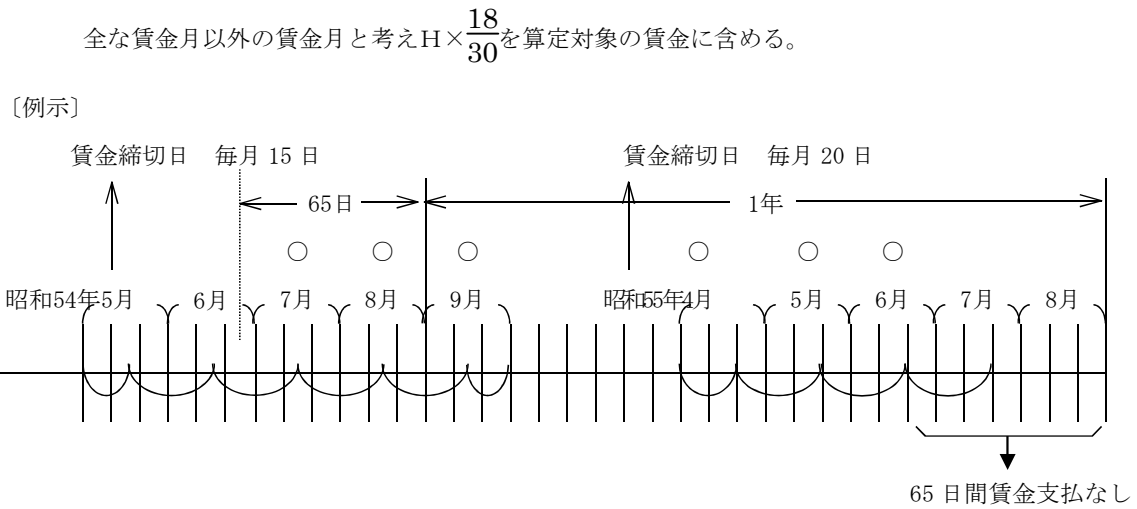 全な賃金月以外の賃金月と考えH×18/30を算定対象の賃金に含める。
〔例示〕
賃金締切日 毎月 15 日 賃金締切日 毎月 20 日
65日 1年
○ ○ ○ ○ ○ ○
昭和54年5月 6月 7月 8月 9月 昭和55年4月 5月 6月 7月 8月
65 日間賃金支払なし